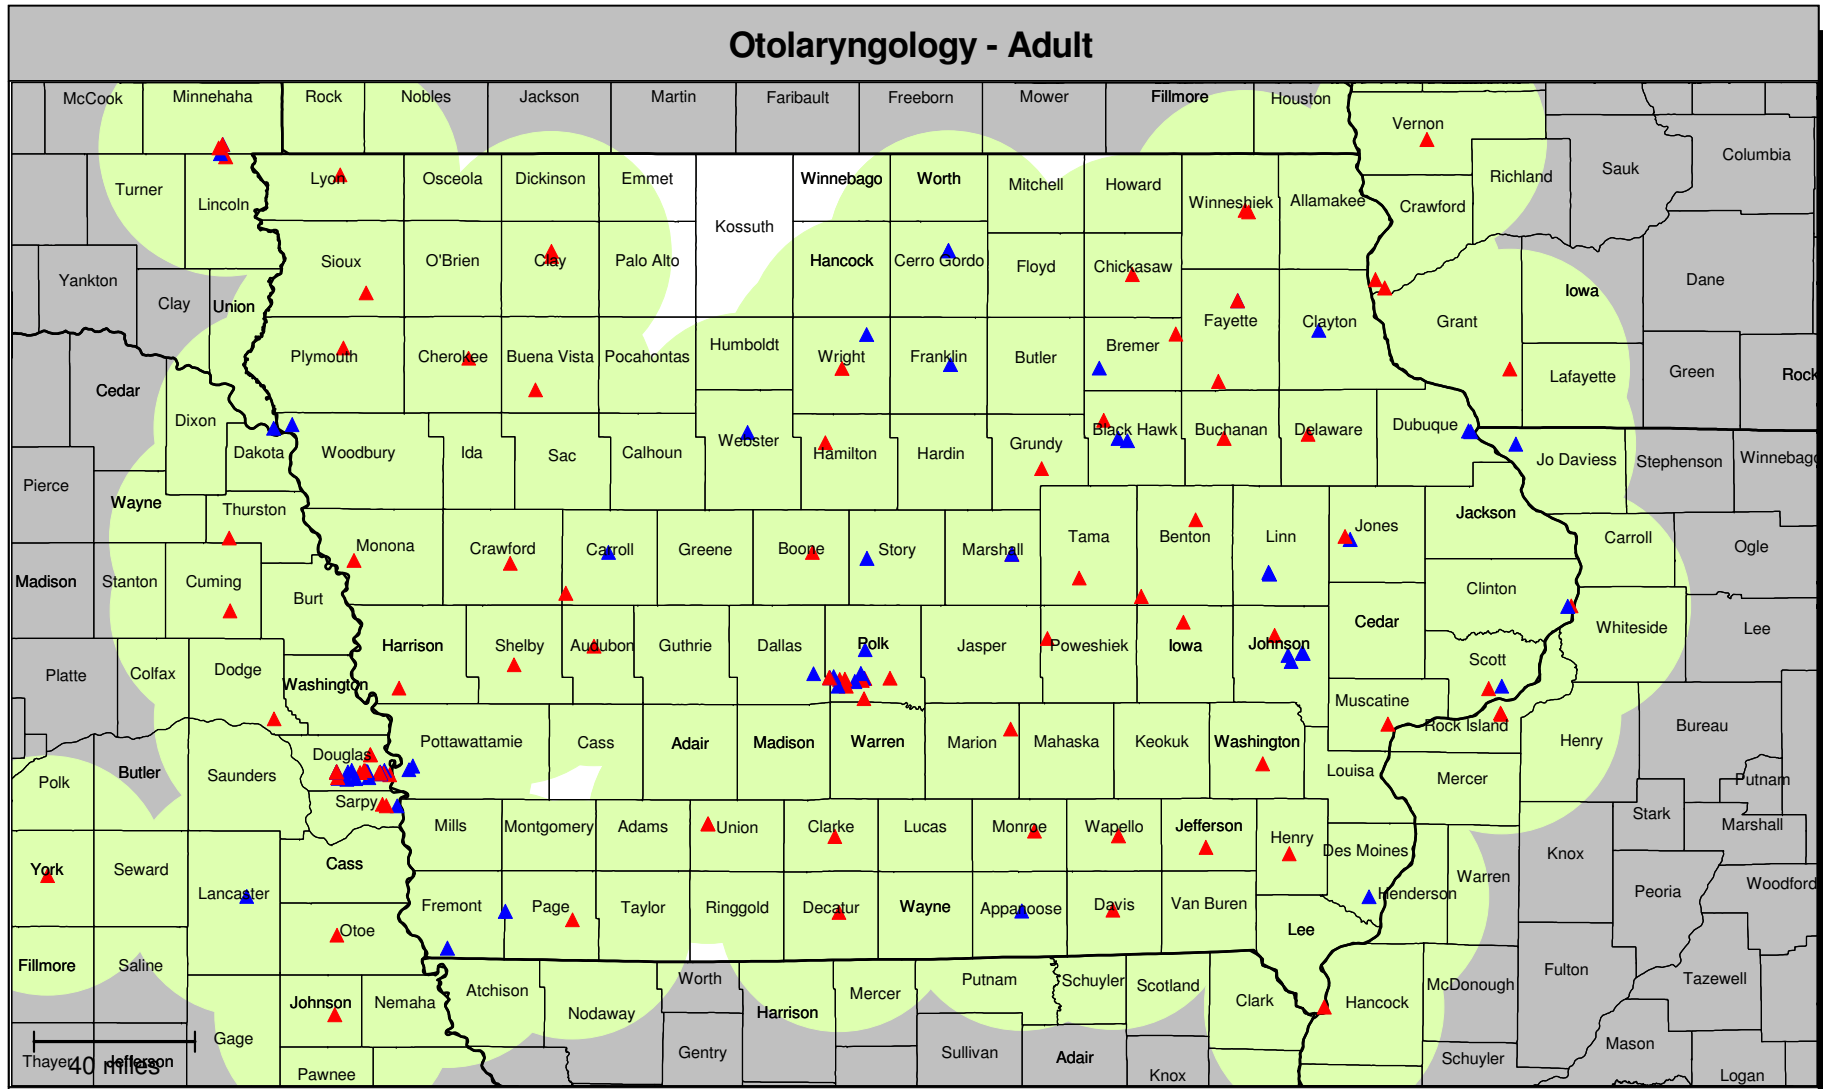 Otolaryngology - Adult
McCook Minnehaha Rock Nobles Jackson Martin Faribault Freeborn Mower Fillmore Houston
Vernon
Columbia
Sauk
Richland
Turner Lincoln Lyon Osceola Dickinson Emmet Winnebago Worth Mitchell Howard
Winneshiek Allamakee Crawford
Kossuth
Yankton Clay Union Sioux O'Brien Clay Palo Alto Hancock Cerro Gordo Floyd Chickasaw Iowa Dane
Fayette Clayton Grant
Plymouth Cherokee Buena Vista Pocahontas Humboldt Wright Franklin Butler Bremer Lafayette Green Rock
Cedar
Dixon Dakota Woodbury Ida Sac Calhoun Webster Hamilton Hardin Grundy Black Hawk Buchanan Delaware Dubuque Jo Daviess Stephenson Winnebago
Pierce Wayne Thurston
Monona Crawford Carroll Greene Boone Story Marshall Tama Benton Linn Jones Jackson Carroll Ogle
Madison Stanton Cuming Burt Clinton
Harrison Shelby Audubon Guthrie Dallas Polk Jasper Poweshiek Iowa Johnson Cedar Whiteside Lee
Platte Colfax Dodge Washington Scott
Muscatine Rock Island Bureau
Polk Butler Saunders Douglas Pottawattamie Cass Adair Madison Warren Marion Mahaska Keokuk Washington Henry
Louisa Mercer Putnam
Sarpy Mills Montgomery Adams Union Clarke Lucas Monroe Wapello Jefferson Henry Des Moines Stark Marshall
Knox
York Seward Lancaster Cass Henderson Warren Peoria Woodford
Otoe Fremont Page Taylor Ringgold Decatur Wayne Appanoose Davis Van Buren Lee
Fillmore Saline
Johnson Nemaha Atchison Nodaway Worth Harrison Mercer Putnam Schuyler Scotland Clark Hancock McDonough Fulton Tazewell
Gage Gentry Sullivan Adair Schuyler Mason
Thayer Jefferson
40 miles
Pawnee Knox Logan